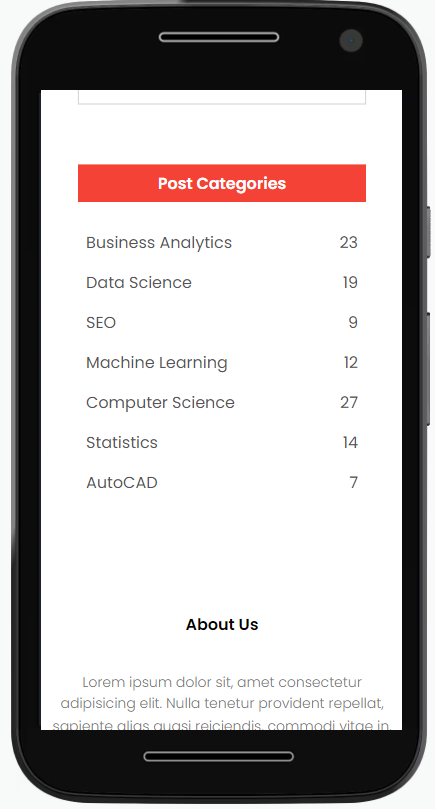 Post Categories
Business Analytics 23
Data Science 19
SEO 9
Machine Learning 12
Computer Science 27
Statistics 14
AutoCAD 7
About Us
Lorem ipsum dolor sit, amet consectetur
adipisicing elit. Nulla tenetur provident repellat,
sapiente alias quasi reiciendis, commodi vitae in